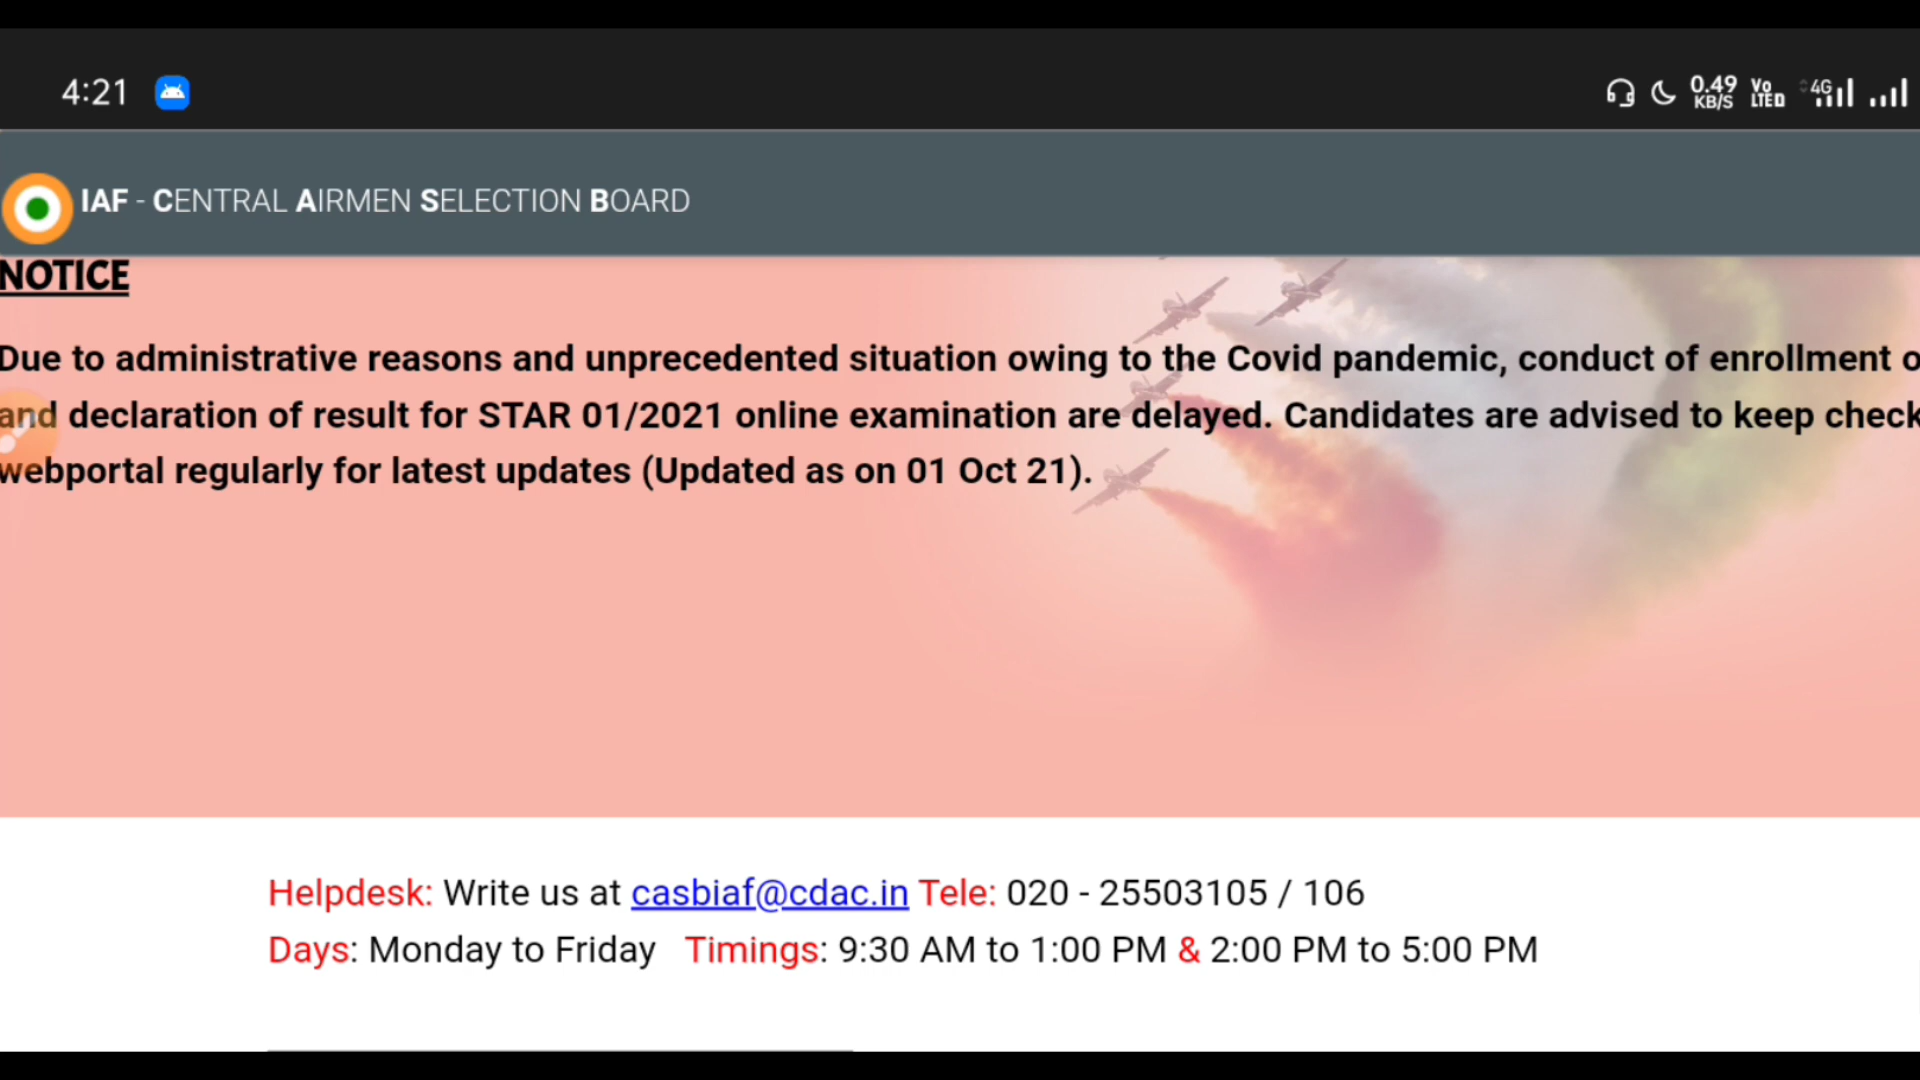 4:21
0.49 KB/S Vo LTE D 4G
IAF - CENTRAL AIRMEN SELECTION BOARD
NOTICE
Due to administrative reasons and unprecedented situation owing to the Covid pandemic, conduct of enrollment
and declaration of result for STAR 01/2021 online examination are delayed. Candidates are advised to keep check
webportal regularly for latest updates (Updated as on 01 Oct 21).
Helpdesk: Write us at casbiaf@cdac.in Tele: 020 - 25503105 / 106
Days: Monday to Friday Timings: 9:30 AM to 1:00 PM & 2:00 PM to 5:00 PM